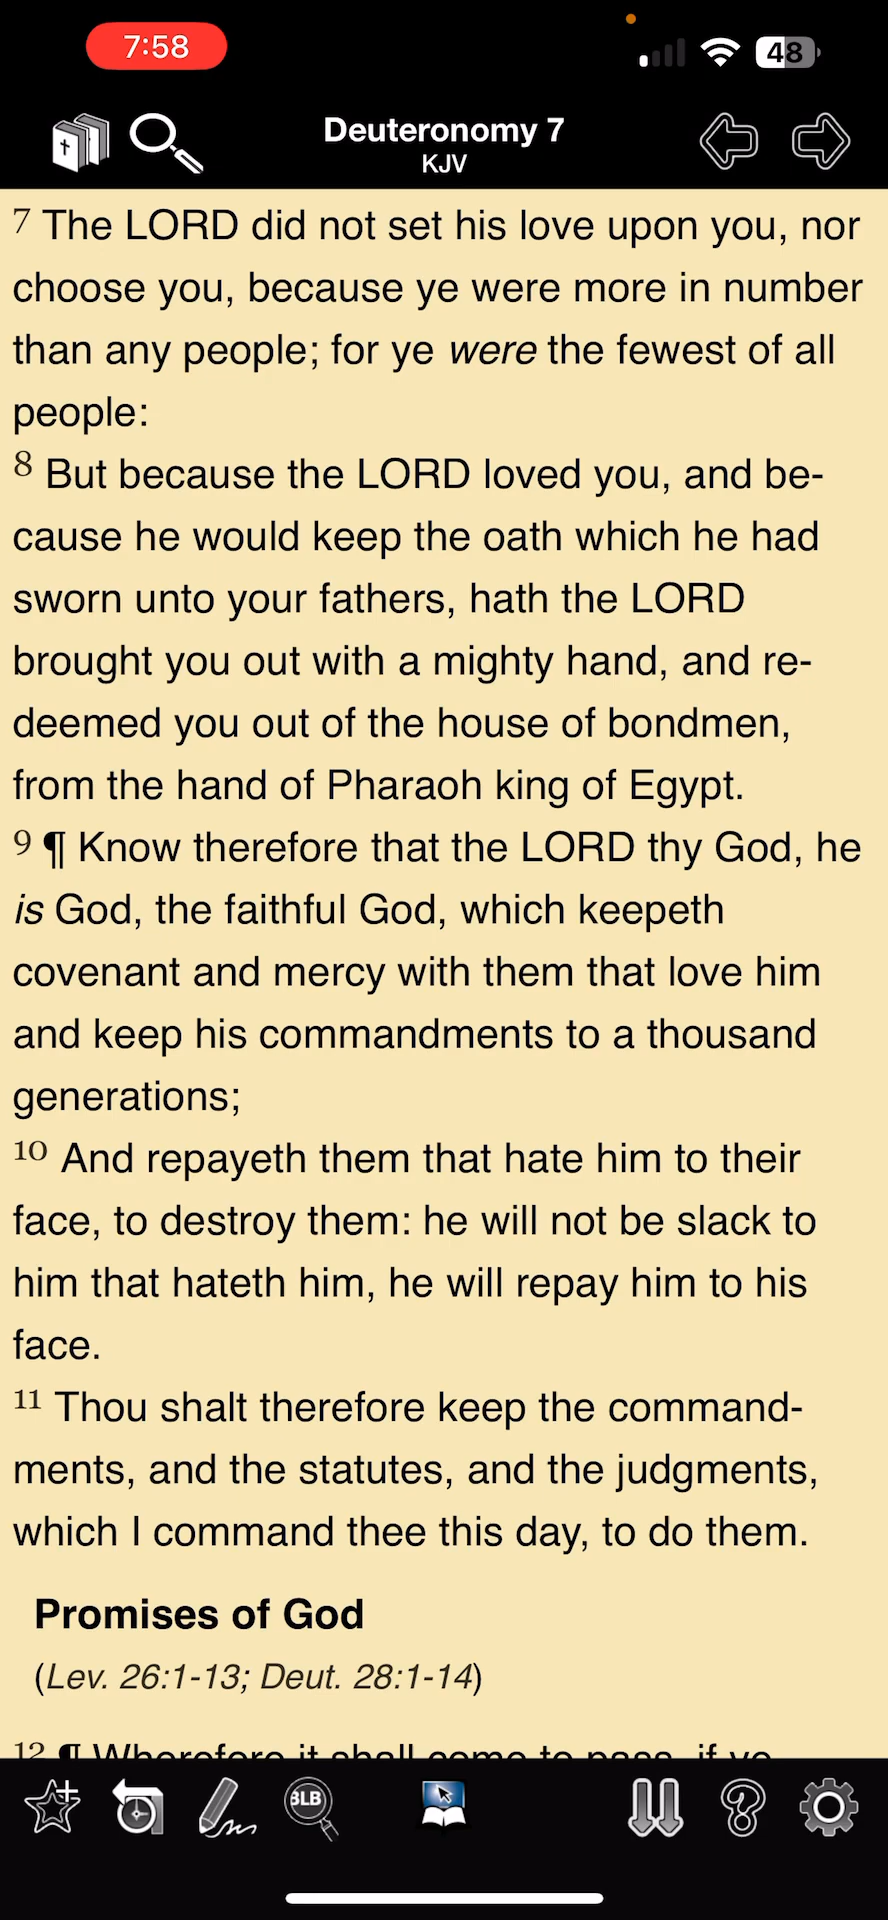 7:58
48
Deuteronomy 7
KJV
7 The LORD did not set his love upon you, nor
choose you, because ye were more in number
than any people; for ye were the fewest of all
people:
8 But because the LORD loved you, and be-
cause he would keep the oath which he had
sworn unto your fathers, hath the LORD
brought you out with a mighty hand, and re-
deemed you out of the house of bondmen,
from the hand of Pharaoh king of Egypt.
9 ¶ Know therefore that the LORD thy God, he
is God, the faithful God, which keepeth
covenant and mercy with them that love him
and keep his commandments to a thousand
generations;
10 And repayeth them that hate him to their
face, to destroy them: he will not be slack to
him that hateth him, he will repay him to his
face.
11 Thou shalt therefore keep the command-
ments, and the statutes, and the judgments,
which I command thee this day, to do them.
Promises of God
(Lev. 26:1-13; Deut. 28:1-14)
12 ¶ Wherefore it shall come to pass, if ye
BLB